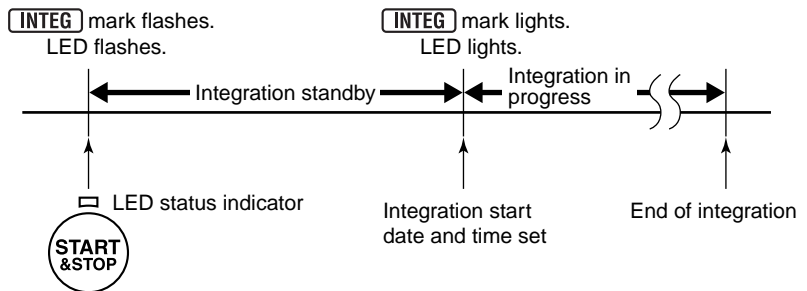 INTEG mark flashes.
LED flashes.
INTEG mark lights.
LED lights.
Integration standby
Integration in
progress
LED status indicator
START
&STOP
Integration start
date and time set
End of integration